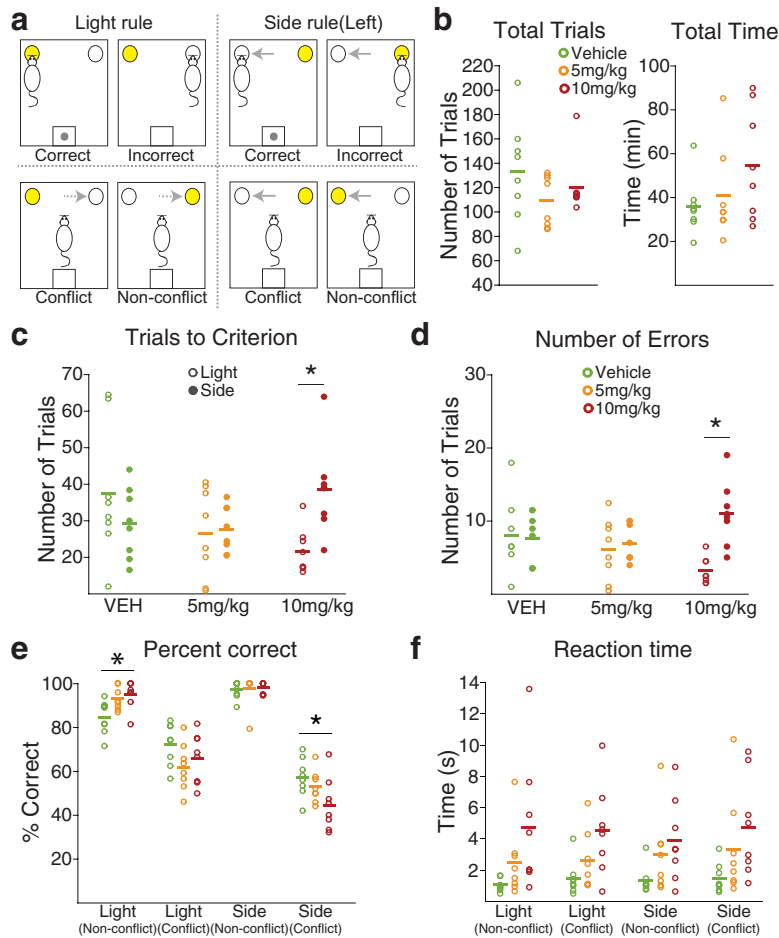 a
Light rule
Side rule(Left)
Correct
Incorrect
Correct
Incorrect
Conflict
Non-conflict
Conflict
Non-conflict
b
Total Trials
Total Time
Vehicle
5mg/kg
10mg/kg
Number of Trials
220
200
180
160
140
120
100
80
60
40
Time (min)
100
80
60
40
20
c
Trials to Criterion
Light
Side
*
Number of Trials
70
60
50
40
30
20
VEH
5mg/kg
10mg/kg
d
Number of Errors
Vehicle
5mg/kg
10mg/kg
*
Number of Trials
30
20
10
VEH
5mg/kg
10mg/kg
e
Percent correct
*
*
% Correct
100
80
60
40
20
Light
(Non-conflict)
Light
(Conflict)
Side
(Non-conflict)
Side
(Conflict)
f
Reaction time
Time (s)
14
12
10
8
6
4
2
Light
(Non-conflict)
Light
(Conflict)
Side
(Non-conflict)
Side
(Conflict)